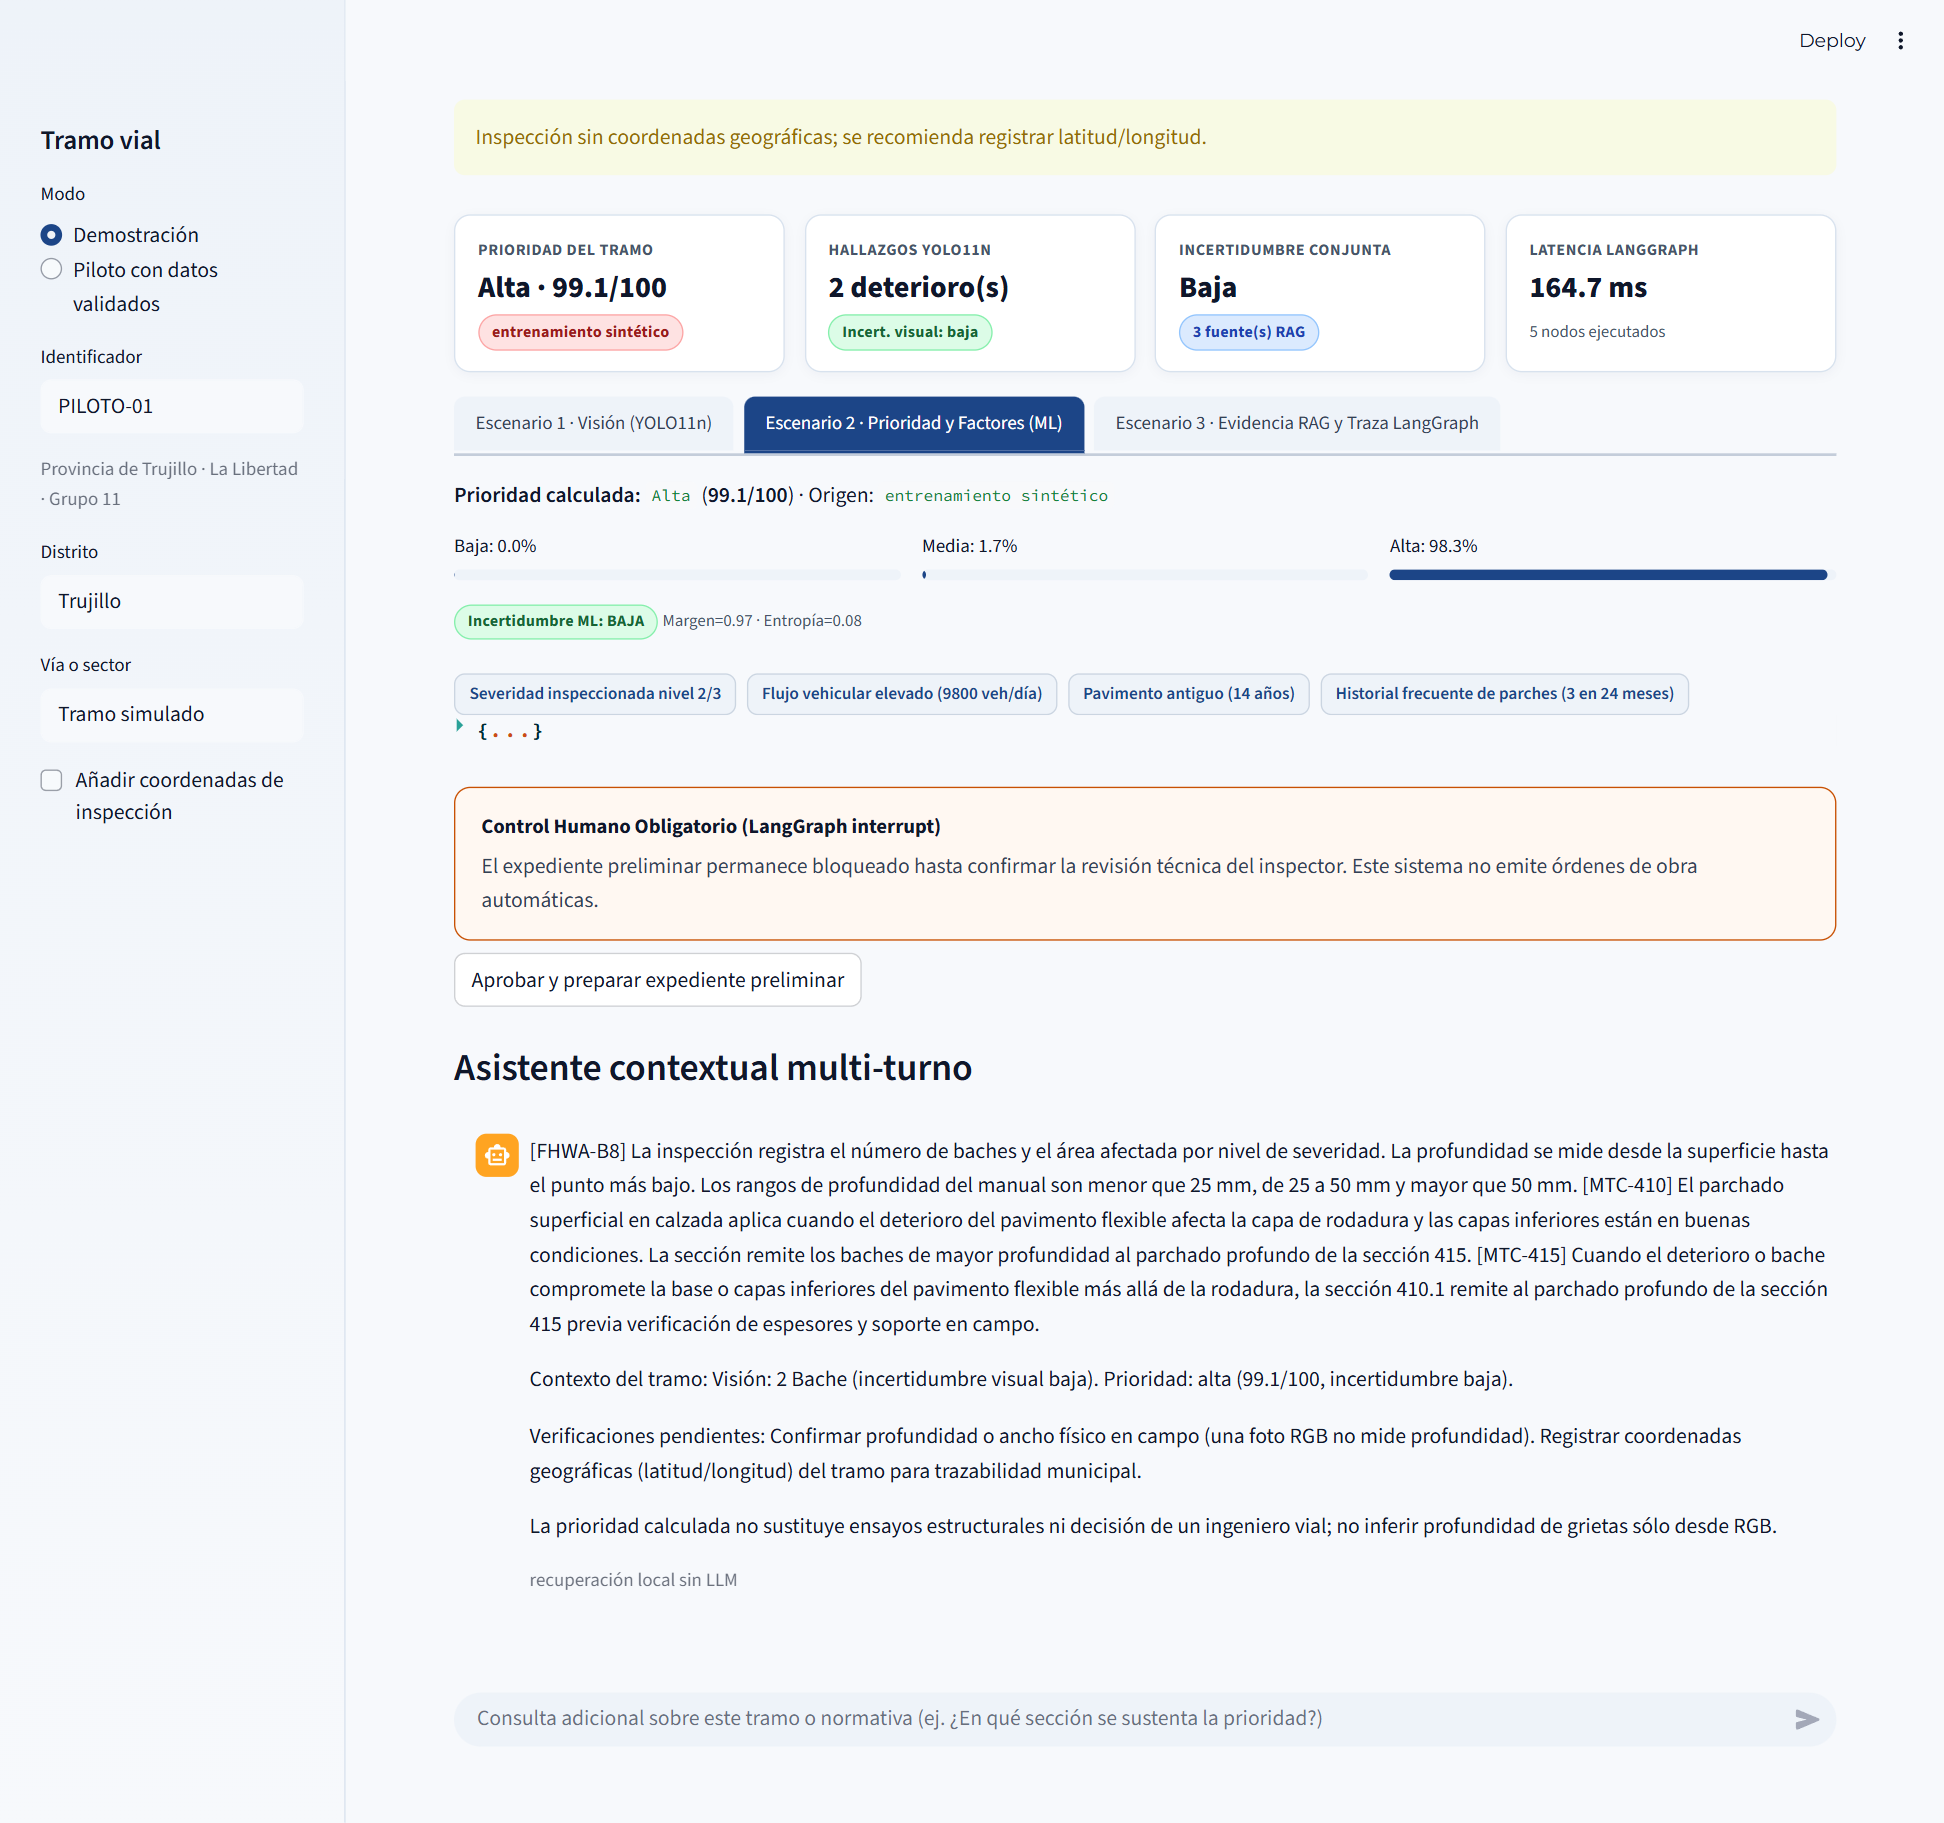 Deploy
Tramo vial
Modo
Demostración
Piloto con datos
validados
Identificador
PILOTO-01
Provincia de Trujillo · La Libertad
· Grupo 11
Distrito
Trujillo
Vía o sector
Tramo simulado
Añadir coordenadas de
inspección
Inspección sin coordenadas geográficas; se recomienda registrar latitud/longitud.
PRIORIDAD DEL TRAMO
Alta · 99.1/100
entrenamiento sintético
HALLAZGOS YOLO11N
2 deterioro(s)
Incert. visual: baja
INCERTIDUMBRE CONJUNTA
Baja
3 fuente(s) RAG
LATENCIA LANGGRAPH
164.7 ms
5 nodos ejecutados
Escenario 1 · Visión (YOLO11n)
Escenario 2 · Prioridad y Factores (ML)
Escenario 3 · Evidencia RAG y Traza LangGraph
Prioridad calculada: Alta (99.1/100) · Origen: entrenamiento sintético
Baja: 0.0%
Media: 1.7%
Alta: 98.3%
Incertidumbre ML: BAJA Margen=0.97 · Entropía=0.08
Severidad inspeccionada nivel 2/3
Flujo vehicular elevado (9800 veh/día)
Pavimento antiguo (14 años)
Historial frecuente de parches (3 en 24 meses)
{...}
Control Humano Obligatorio (LangGraph interrupt)
El expediente preliminar permanece bloqueado hasta confirmar la revisión técnica del inspector. Este sistema no emite órdenes de obra
automáticas.
Aprobar y preparar expediente preliminar
Asistente contextual multi-turno
[FHWA-B8] La inspección registra el número de baches y el área afectada por nivel de severidad. La profundidad se mide desde la superficie hasta
el punto más bajo. Los rangos de profundidad del manual son menor que 25 mm, de 25 a 50 mm y mayor que 50 mm. [MTC-410] El parchado
superficial en calzada aplica cuando el deterioro del pavimento flexible afecta la capa de rodadura y las capas inferiores están en buenas
condiciones. La sección remite los baches de mayor profundidad al parchado profundo de la sección 415. [MTC-415] Cuando el deterioro o bache
compromete la base o capas inferiores del pavimento flexible más allá de la rodadura, la sección 410.1 remite al parchado profundo de la sección
415 previa verificación de espesores y soporte en campo.
Contexto del tramo: Visión: 2 Bache (incertidumbre visual baja). Prioridad: alta (99.1/100, incertidumbre baja).
Verificaciones pendientes: Confirmar profundidad o ancho físico en campo (una foto RGB no mide profundidad). Registrar coordenadas
geográficas (latitud/longitud) del tramo para trazabilidad municipal.
La prioridad calculada no sustituye ensayos estructurales ni decisión de un ingeniero vial; no inferir profundidad de grietas sólo desde RGB.
recuperación local sin LLM
Consulta adicional sobre este tramo o normativa (ej. ¿En qué sección se sustenta la prioridad?)